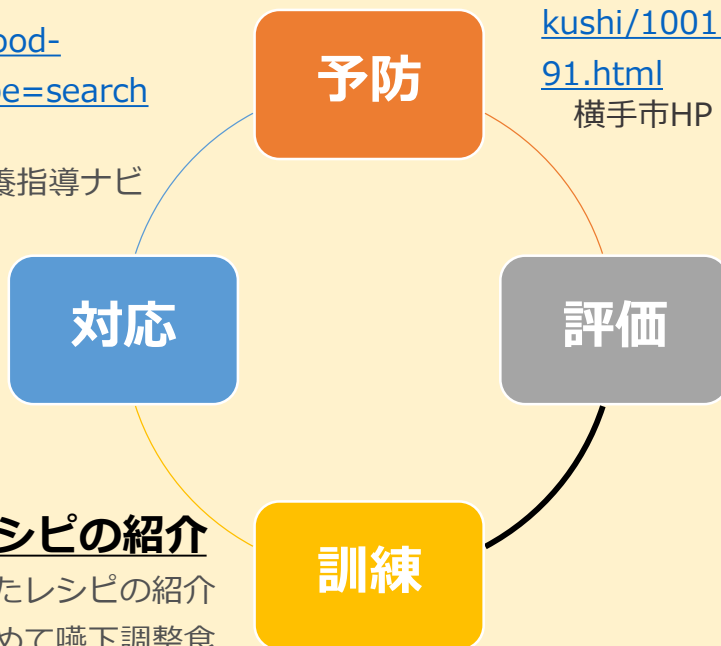 ood-
pe=search
養指導ナビ
予防
kushi/1001
91.html
横手市HP
対応
評価
シピの紹介
たレシピの紹介
めて嚥下調整食
訓練